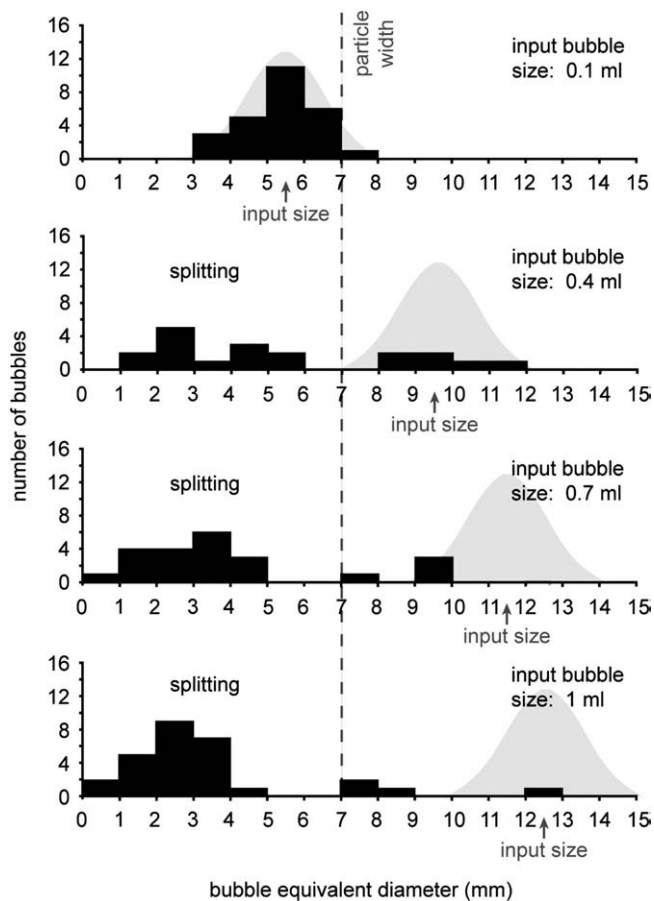 16
12
8
4
0
0 1 2 3 4 5 6 7 8 9 10 11 12 13 14 15
particle
width
input bubble
size: 0.1 ml
input size
16
12
8
4
0
0 1 2 3 4 5 6 7 8 9 10 11 12 13 14 15
splitting
input bubble
size: 0.4 ml
input size
number of bubbles
16
12
8
4
0
0 1 2 3 4 5 6 7 8 9 10 11 12 13 14 15
splitting
input bubble
size: 0.7 ml
input size
16
12
8
4
0
0 1 2 3 4 5 6 7 8 9 10 11 12 13 14 15
splitting
input bubble
size: 1 ml
input size
bubble equivalent diameter (mm)